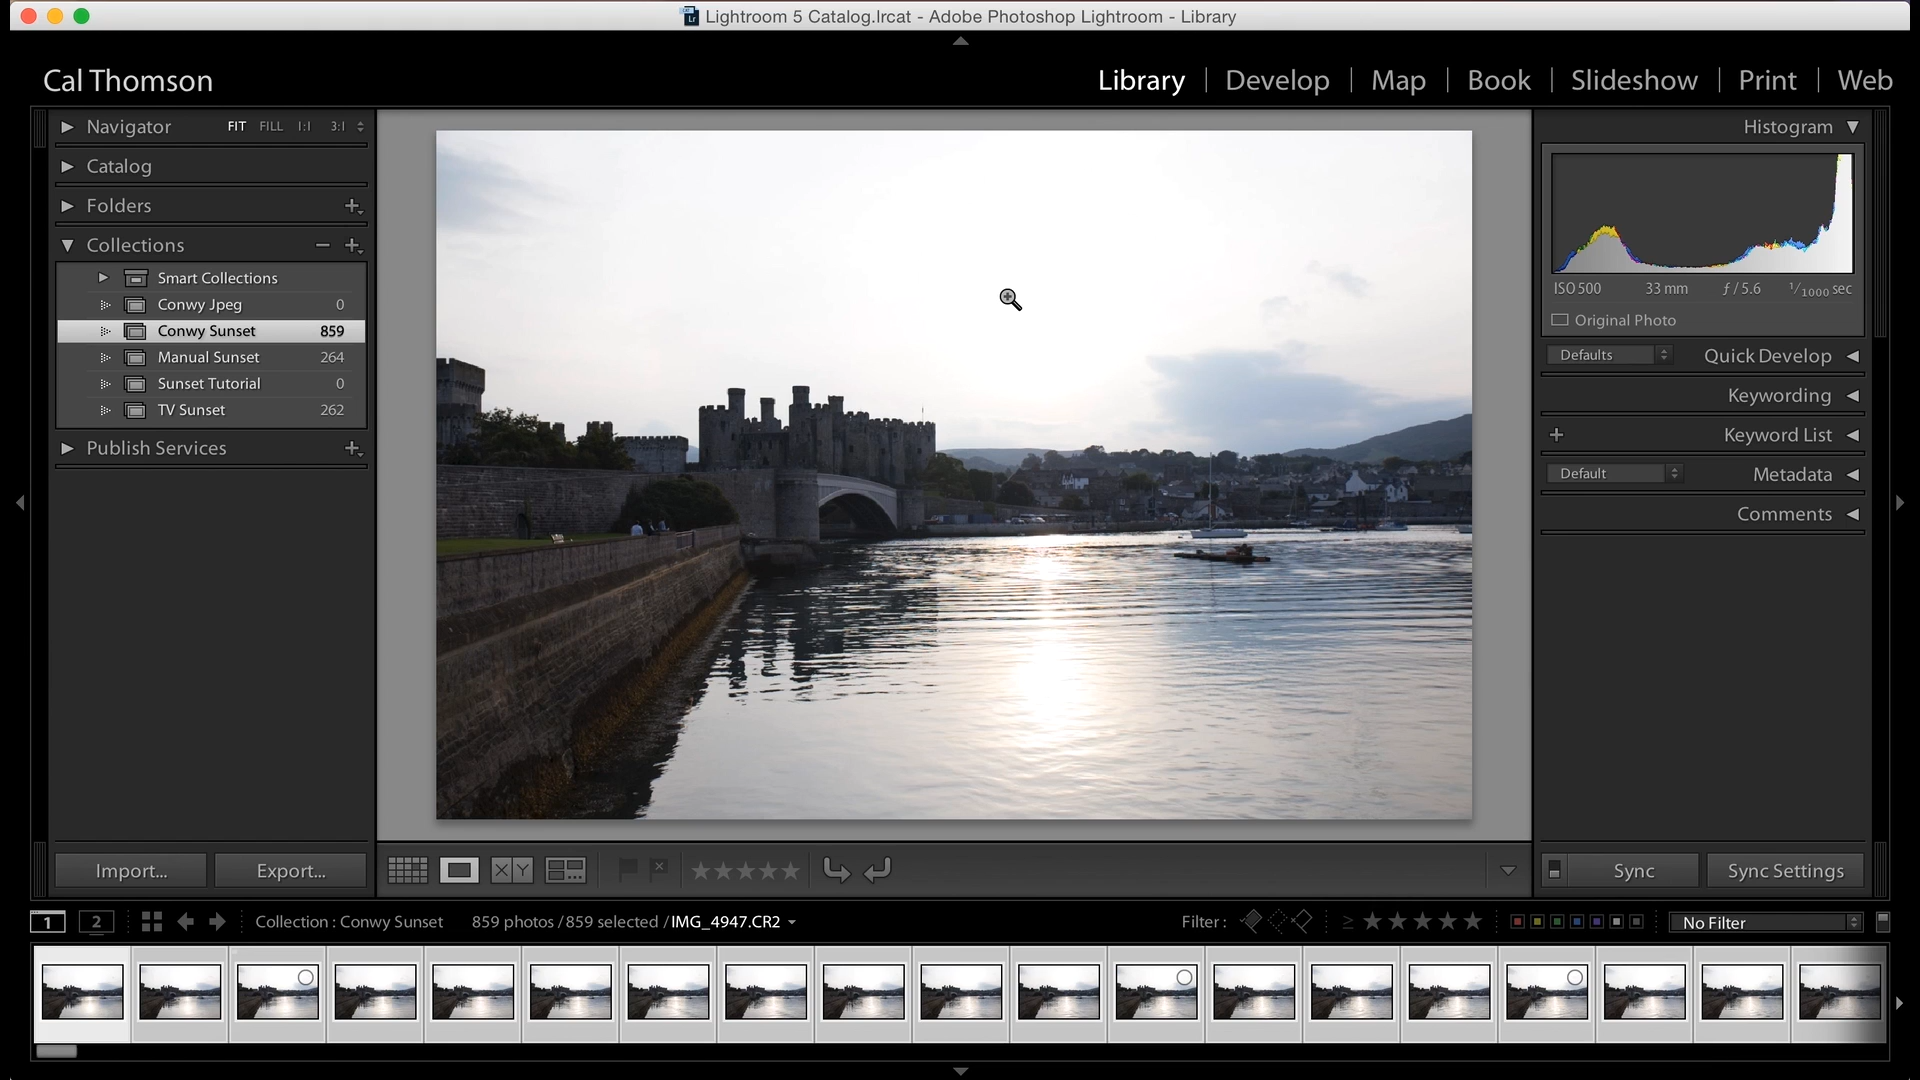 Lightroom 5 Catalog.lrcat - Adobe Photoshop Lightroom - Library
Cal Thomson
Library | Develop | Map | Book | Slideshow | Print | Web
Navigator FIT FILL 1:1 3:1
Catalog
Folders
Collections
Smart Collections
Conwy Jpeg 0
Conwy Sunset 859
Manual Sunset 264
Sunset Tutorial 0
TV Sunset 262
Publish Services
Import... Export...
Histogram
ISO 500 33 mm ƒ / 5.6 1/1000 sec
Original Photo
Defaults Quick Develop
Keywording
Keyword List
Default Metadata
Comments
X Y
Sync Sync Settings
1 2 Collection : Conwy Sunset 859 photos / 859 selected / IMG_4947.CR2 Filter : ≥ No Filter